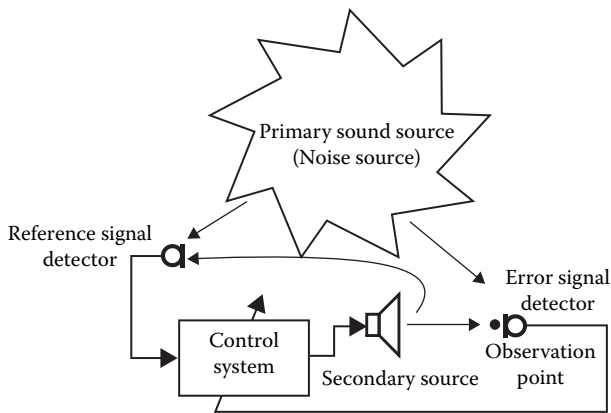 Primary sound source
(Noise source)
Reference signal
detector
Error signal
detector
Control
system
Secondary source
Observation
point